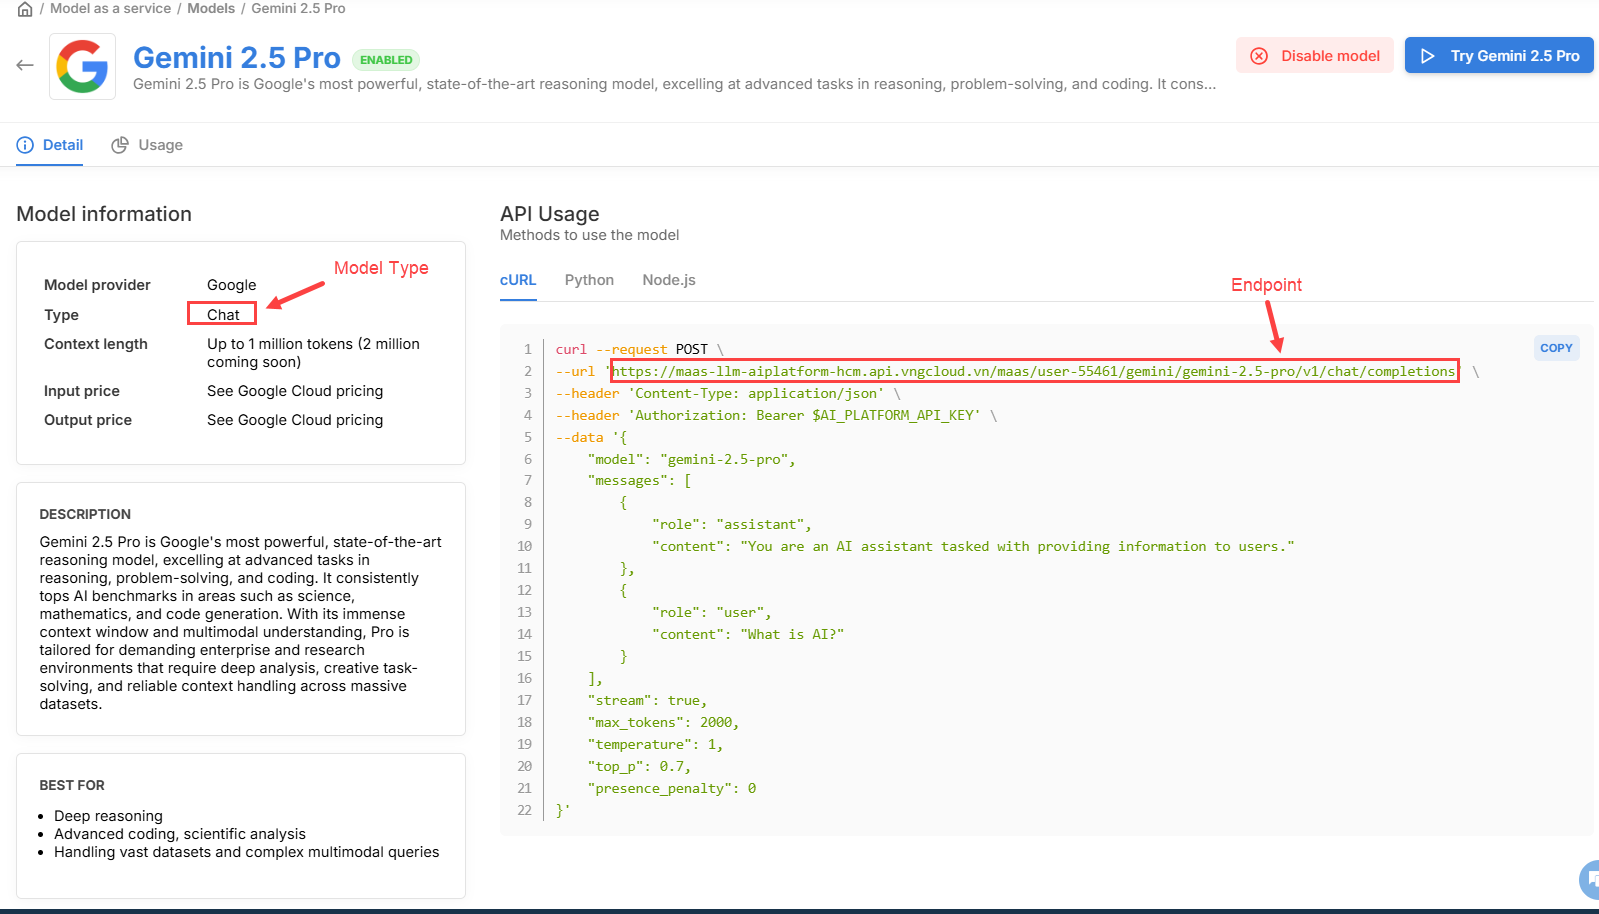 / Model as a service / Models / Gemini 2.5 Pro
Gemini 2.5 Pro ENABLED
Gemini 2.5 Pro is Google's most powerful, state-of-the-art reasoning model, excelling at advanced tasks in reasoning, problem-solving, and coding. It cons...
Disable model
Try Gemini 2.5 Pro
Detail
Usage
Model information
Model Type
Model provider Google
Type Chat
Context length Up to 1 million tokens (2 million
coming soon)
Input price See Google Cloud pricing
Output price See Google Cloud pricing
DESCRIPTION
Gemini 2.5 Pro is Google's most powerful, state-of-the-art
reasoning model, excelling at advanced tasks in
reasoning, problem-solving, and coding. It consistently
tops AI benchmarks in areas such as science,
mathematics, and code generation. With its immense
context window and multimodal understanding, Pro is
tailored for demanding enterprise and research
environments that require deep analysis, creative task-
solving, and reliable context handling across massive
datasets.
BEST FOR
• Deep reasoning
• Advanced coding, scientific analysis
• Handling vast datasets and complex multimodal queries
API Usage
Methods to use the model
cURL Python Node.js
Endpoint
COPY
1 curl --request POST \
2 --url 'https://maas-llm-aiplatform-hcm.api.vngcloud.vn/maas/user-55461/gemini/gemini-2.5-pro/v1/chat/completions' \
3 --header 'Content-Type: application/json' \
4 --header 'Authorization: Bearer $AI_PLATFORM_API_KEY' \
5 --data '{
6 "model": "gemini-2.5-pro",
7 "messages": [
8 {
9 "role": "assistant",
10 "content": "You are an AI assistant tasked with providing information to users."
11 },
12 {
13 "role": "user",
14 "content": "What is AI?"
15 }
16 ],
17 "stream": true,
18 "max_tokens": 2000,
19 "temperature": 1,
20 "top_p": 0.7,
21 "presence_penalty": 0
22 }'